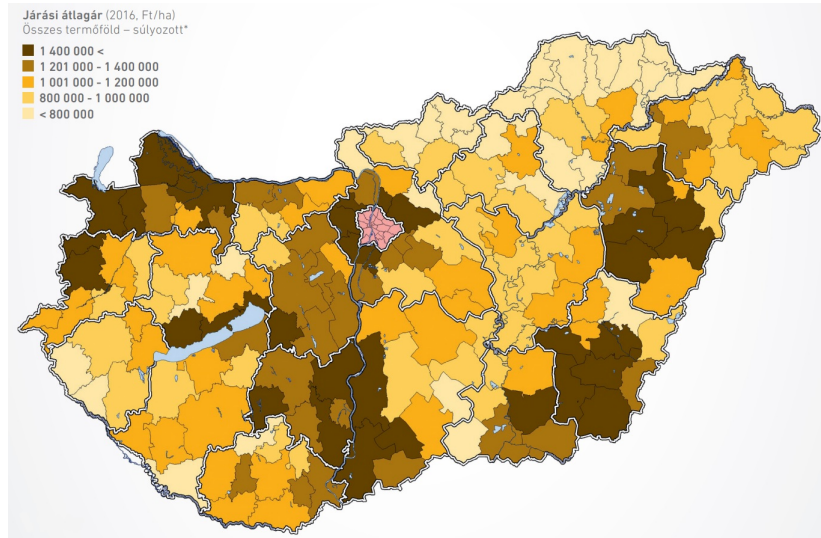 Járási átlagár (2016, Ft/ha)
Összes termőföld – súlyozott*
1 400 000 <
1 201 000 - 1 400 000
1 001 000 - 1 200 000
800 000 - 1 000 000
< 800 000